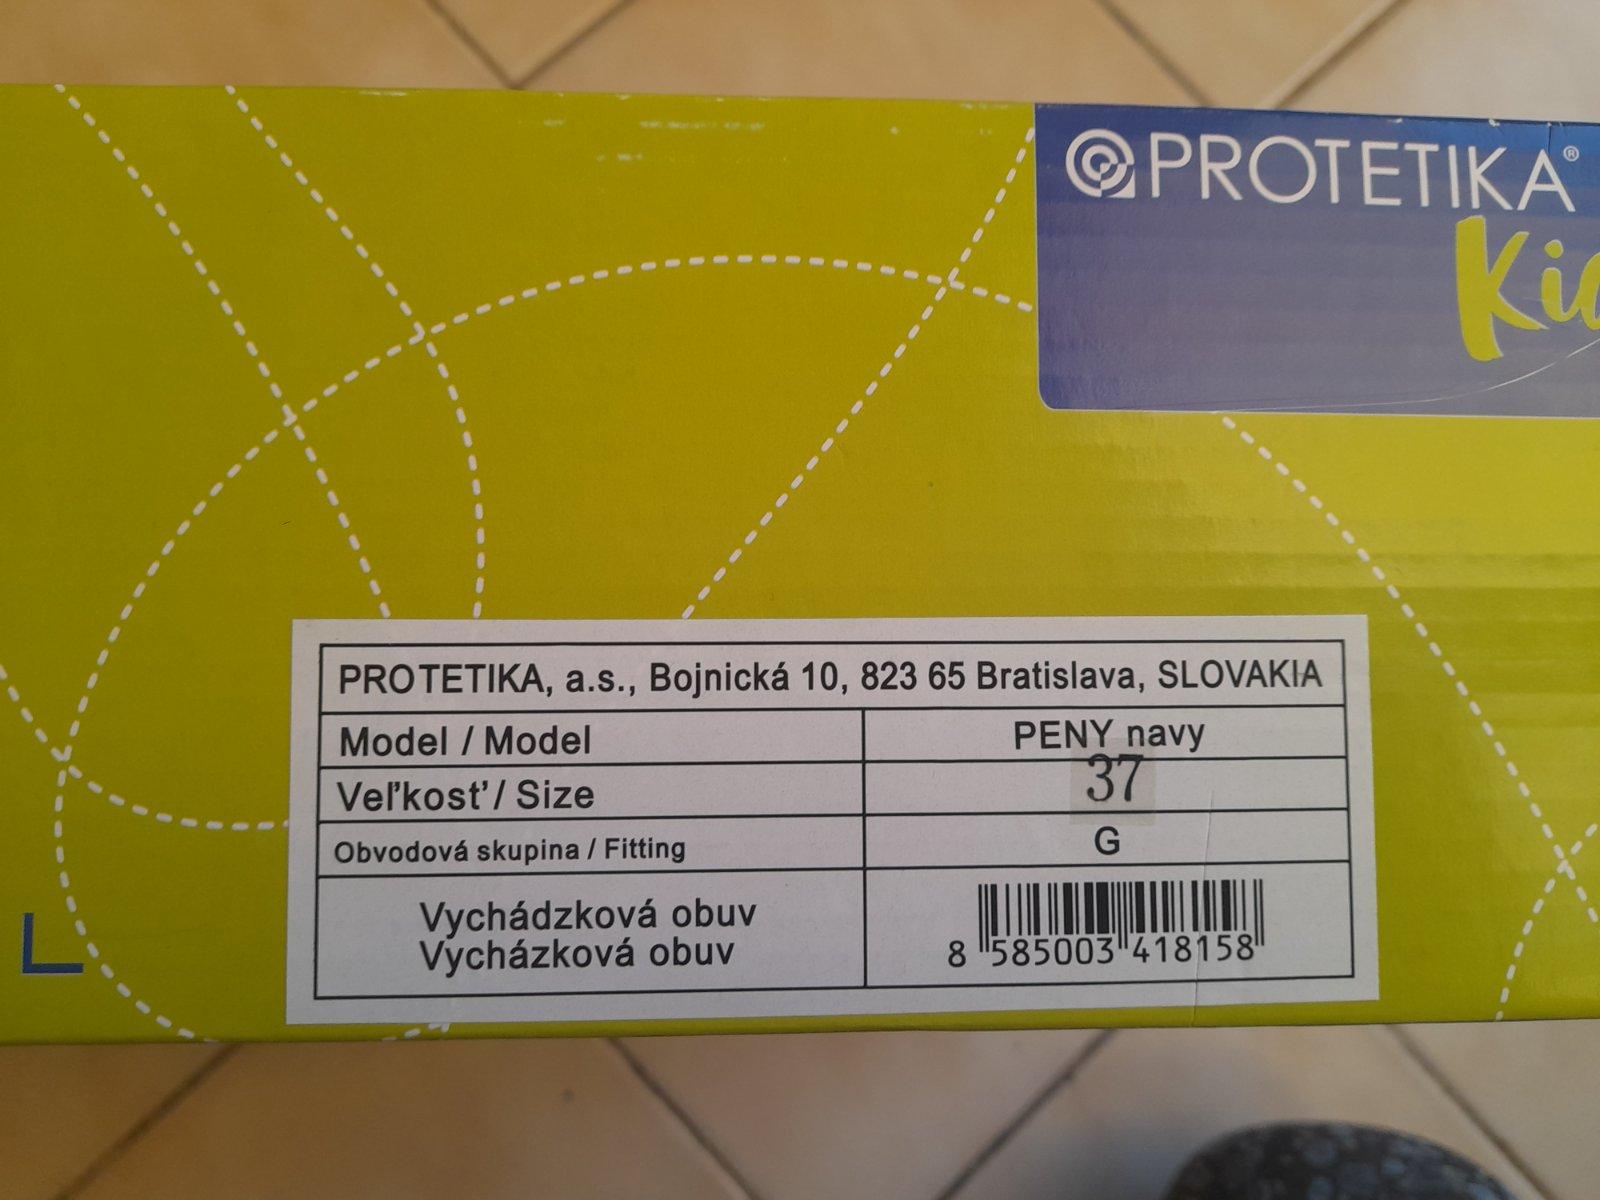 PROTETIKA®
Kid
PROTETIKA, a.s., Bojnická 10, 823 65 Bratislava, SLOVAKIA
Model / Model PENY navy
Veľkosť / Size 37
Obvodová skupina / Fitting G
Vychádzková obuv
Vycházková obuv
8 585003 418158
L